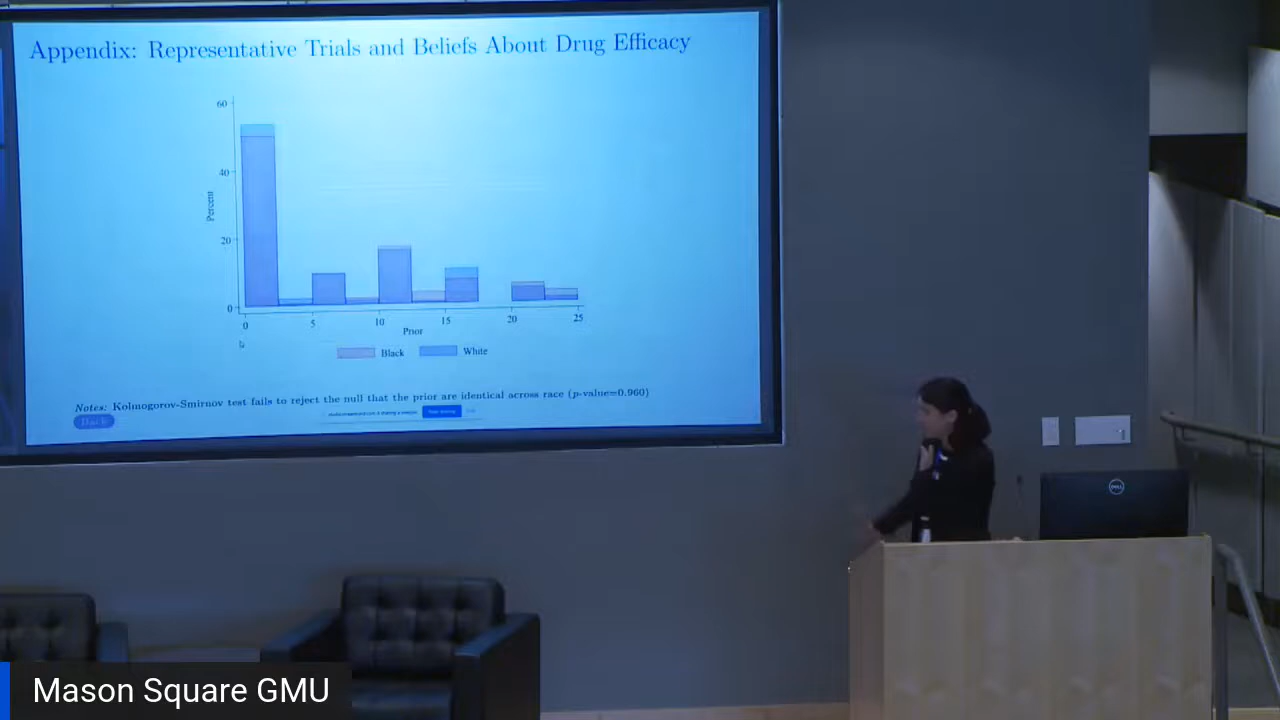 Appendix: Representative Trials and Beliefs About Drug Efficacy
60
40
20
0
Percent
0 5 10 15 20 25
Prior
Black White
Notes: Kolmogorov-Smirnov test fails to reject the null that the prior are identical across race (p-value=0.960)
Back
DELL
Mason Square GMU